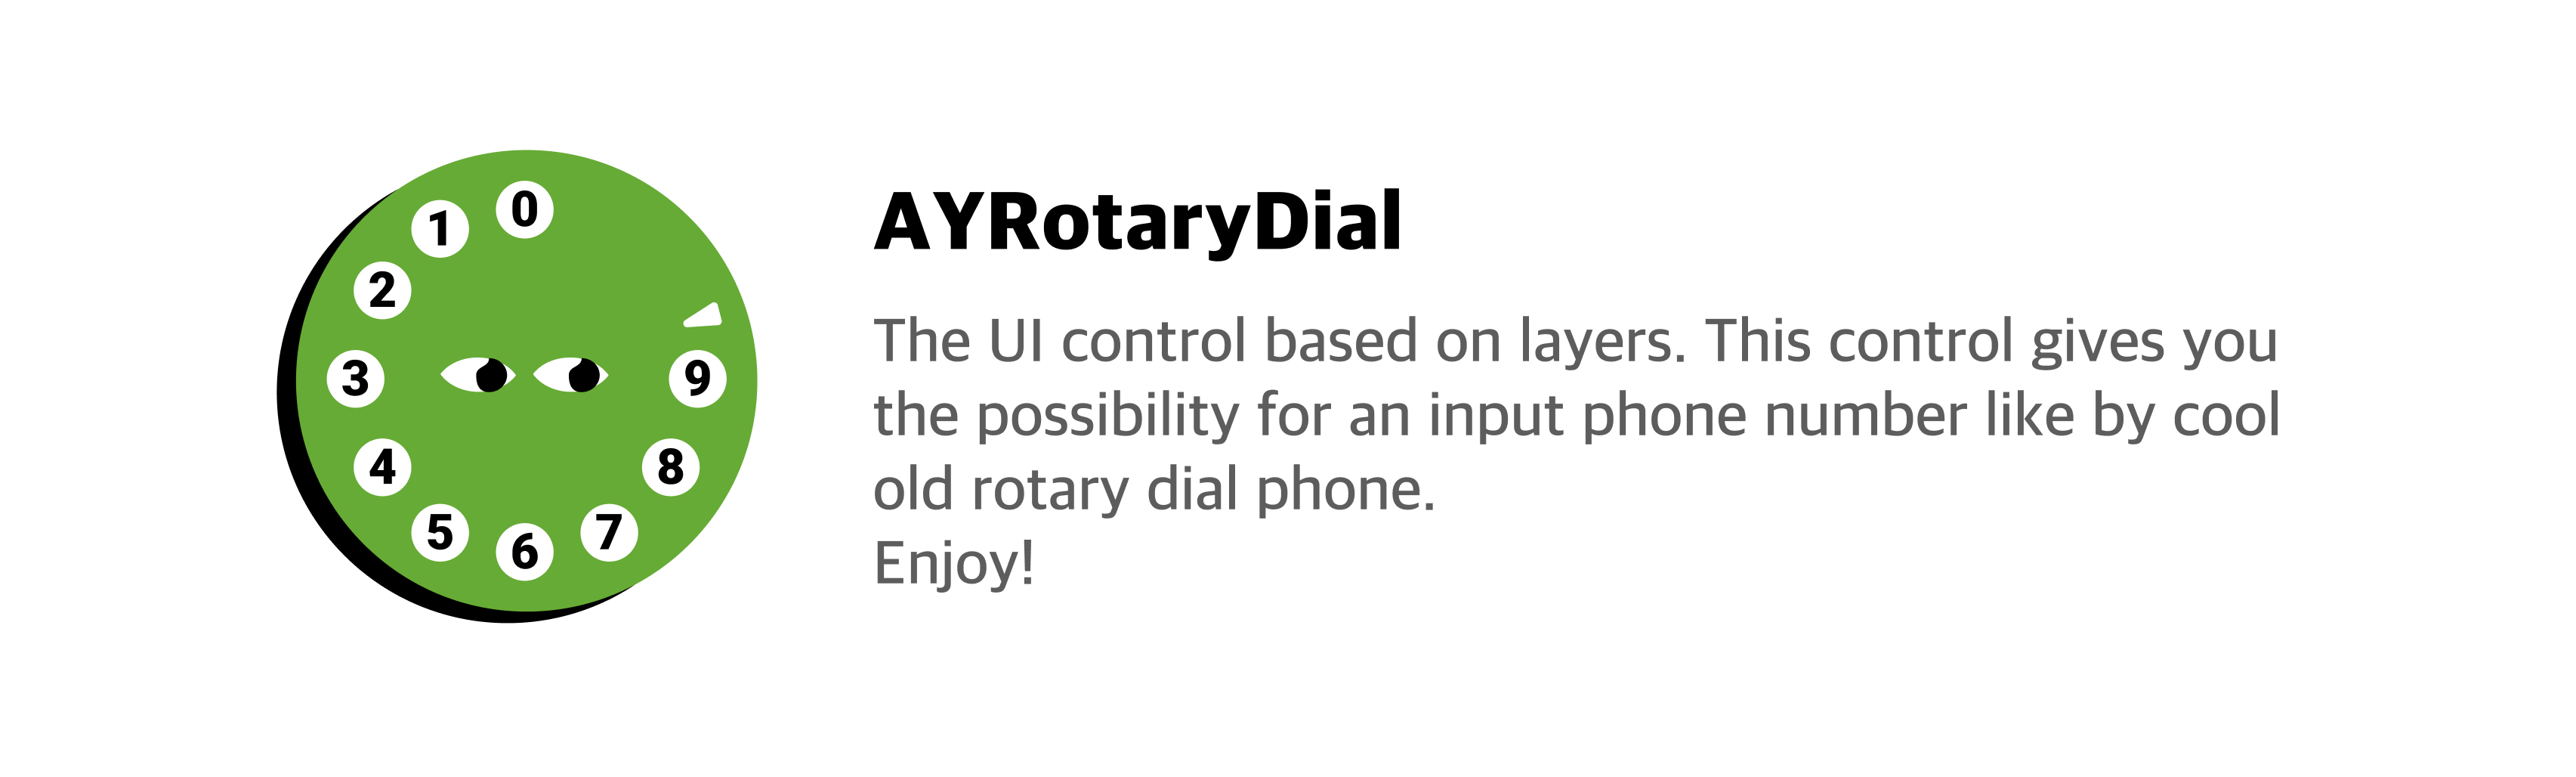 0
1
2
3
4
5
6
7
8
9
AYRotaryDial
The UI control based on layers. This control gives you
the possibility for an input phone number like by cool
old rotary dial phone.
Enjoy!